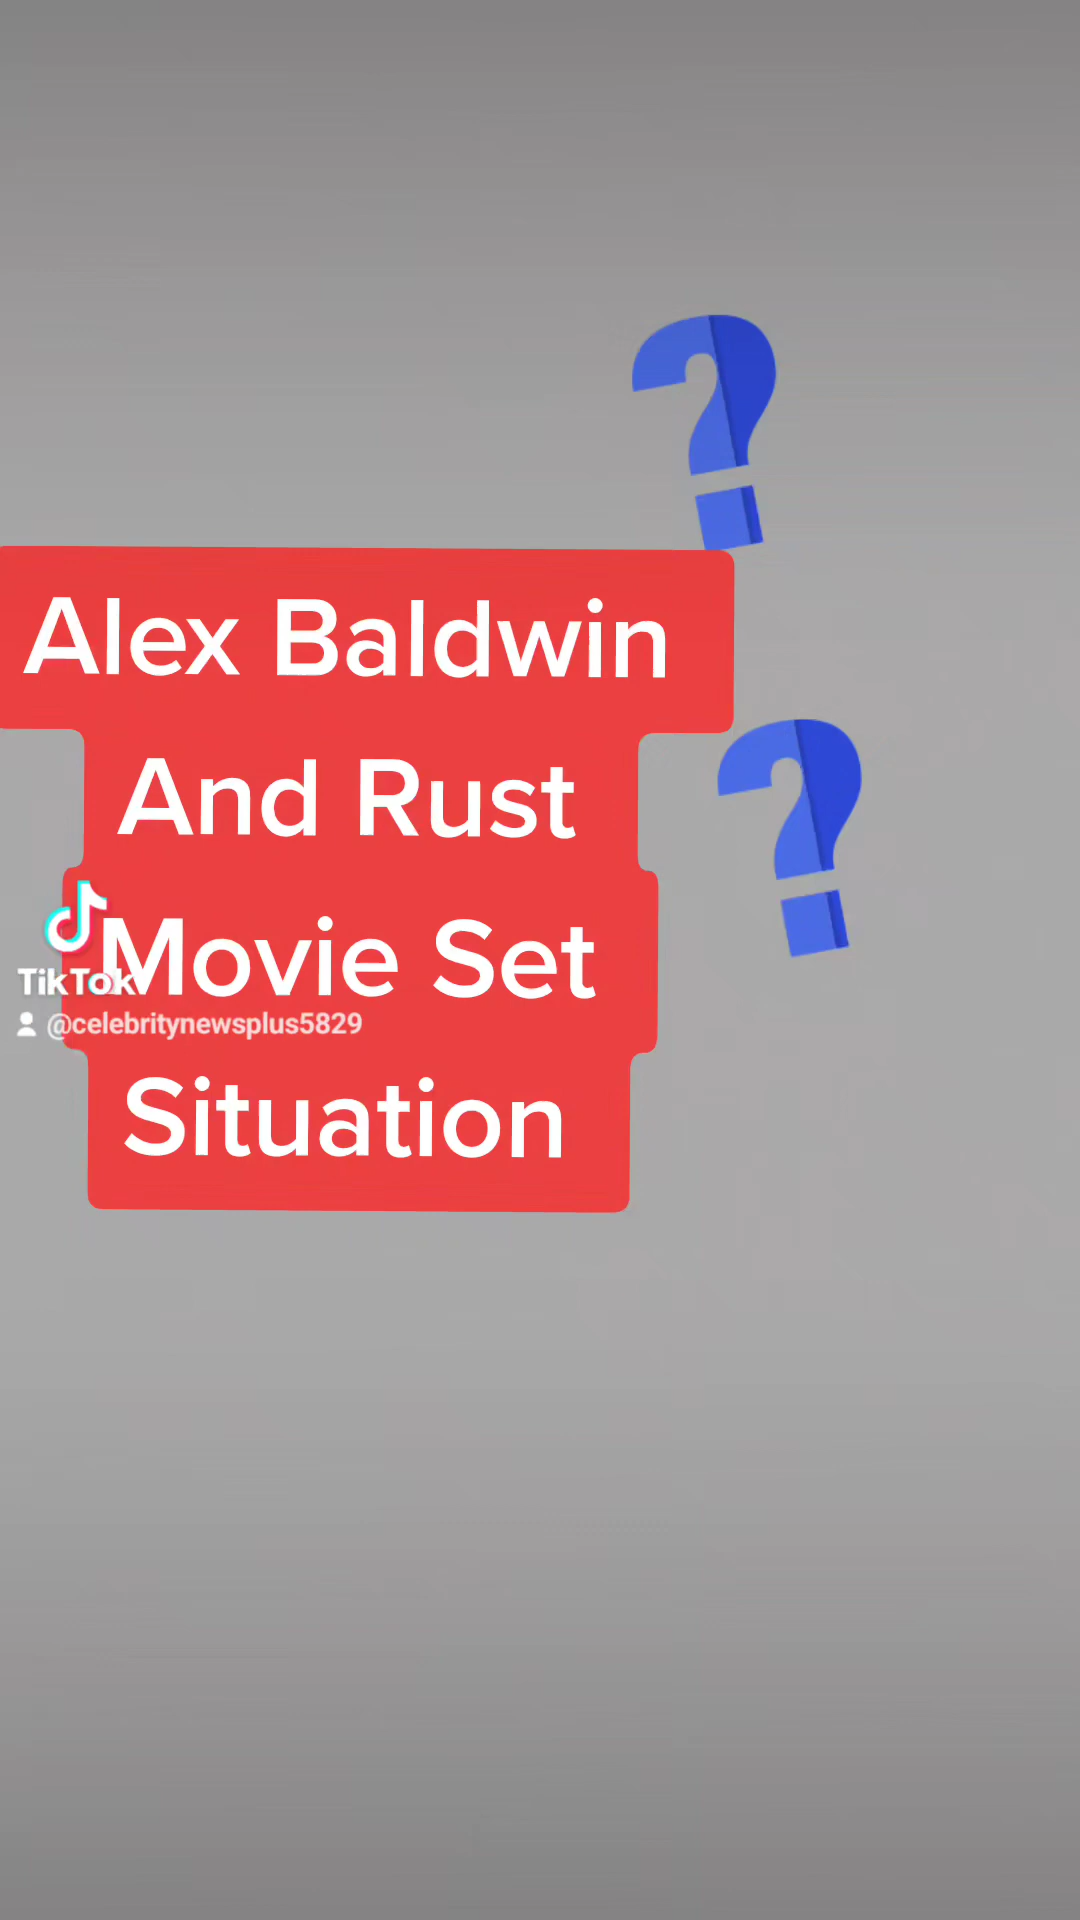 Alex Baldwin
And Rust
Movie Set
TikTok
@celebritynewsplus5829
Situation